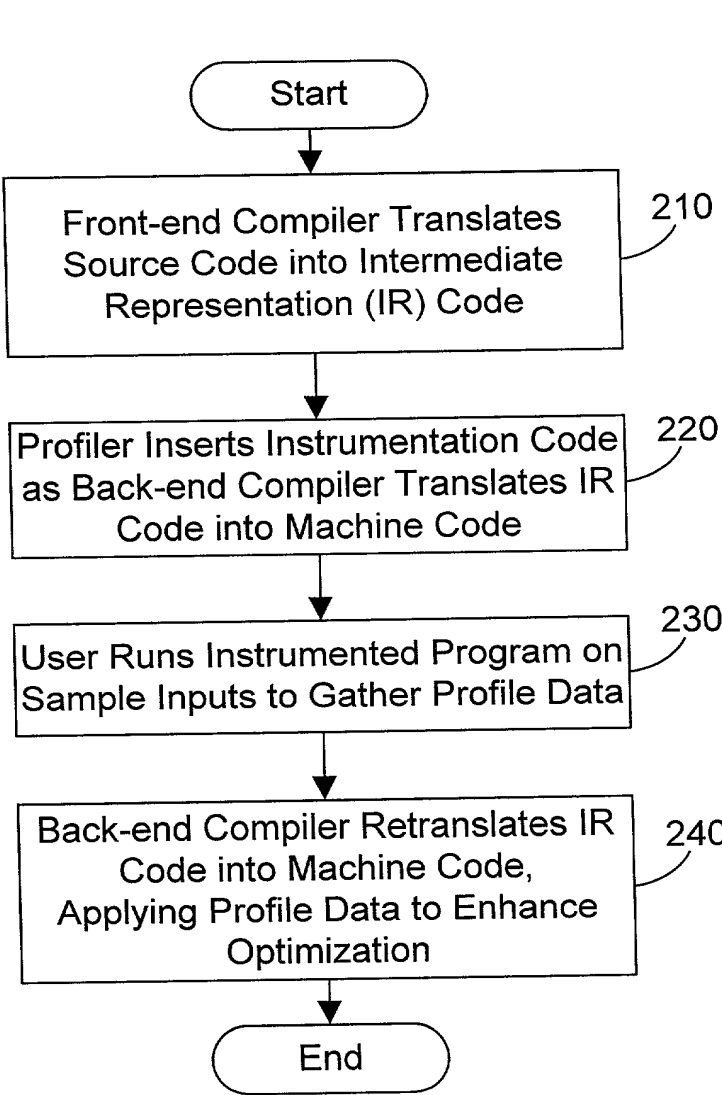 Start
Front-end Compiler Translates
Source Code into Intermediate
Representation (IR) Code
210
Profiler Inserts Instrumentation Code
as Back-end Compiler Translates IR
Code into Machine Code
220
User Runs Instrumented Program on
Sample Inputs to Gather Profile Data
230
Back-end Compiler Retranslates IR
Code into Machine Code,
Applying Profile Data to Enhance
Optimization
240
End